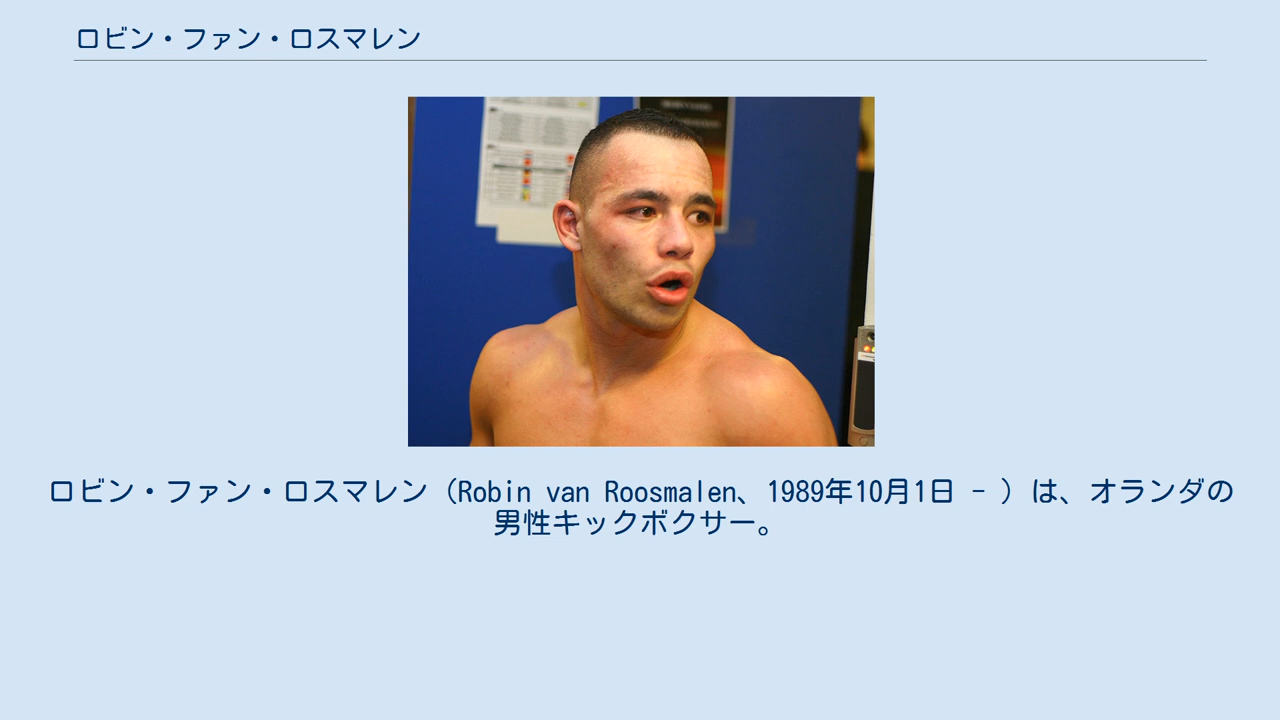 ロビン・ファン・ロスマレン
ロビン・ファン・ロスマレン（Robin van Roosmalen、1989年10月1日 - ）は、オランダの
男性キックボクサー。